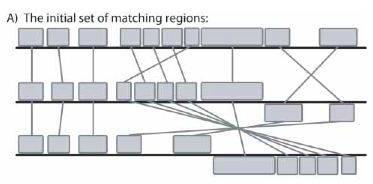 A) The initial set of matching regions: